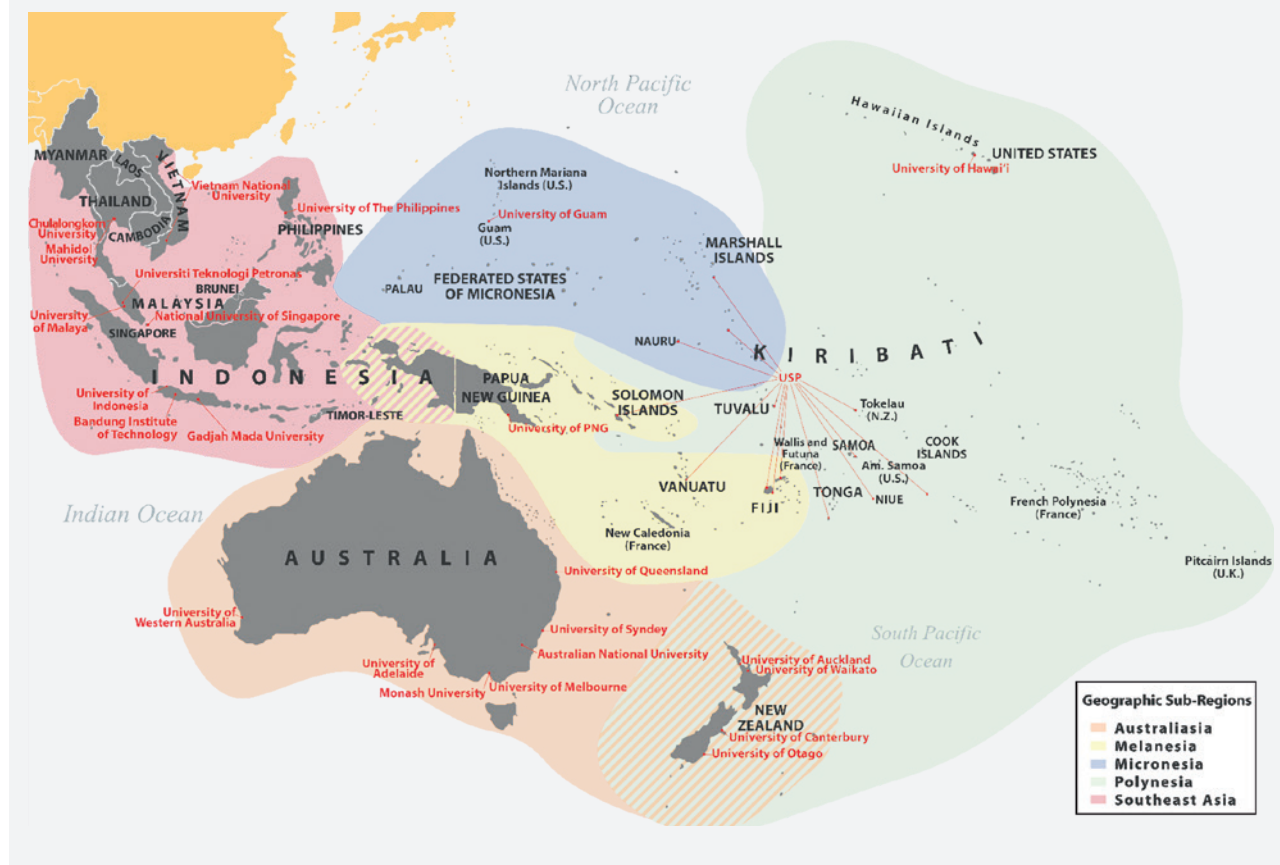 North Pacific
Ocean
Hawaiian Islands
UNITED STATES
University of Hawai'i
MYANMAR
LAOS
VIETNAM
Vietnam National
University
THAILAND
Northern Mariana
Islands (U.S.)
University of The Philippines
University of Guam
PHILIPPINES
Guam
(U.S.)
Chulalongkom
University
CAMBODIA
Mahidol
University
MARSHALL
ISLANDS
Universiti Teknologi Petronas
BRUNEI
PALAU
FEDERATED STATES
OF MICRONESIA
MALAYSIA
University
of Malaya
National University of Singapore
SINGAPORE
NAURU
KIRIBATI
INDONESIA
PAPUA
NEW GUINEA
USP
SOLOMON
ISLANDS
TUVALU
Tokelau
(N.Z.)
University of
Indonesia
TIMOR-LESTE
Bandung Institute
of Technology
Gadjah Mada University
University of PNG
Wallis and
Futuna
(France)
SAMOA
COOK
ISLANDS
Am. Samoa
(U.S.)
VANUATU
TONGA
NIUE
FIJI
French Polynesia
(France)
Indian Ocean
New Caledonia
(France)
AUSTRALIA
University of Queensland
Pitcairn Islands
(U.K.)
University of
Western Australia
University of Syndey
South Pacific
Ocean
Australian National University
University of
Adelaide
University of Auckland
University of Waikato
Monash University
University of Melbourne
NEW
ZEALAND
University of Canterbury
University of Otago
Geographic Sub-Regions
Australiasia
Melanesia
Micronesia
Polynesia
Southeast Asia